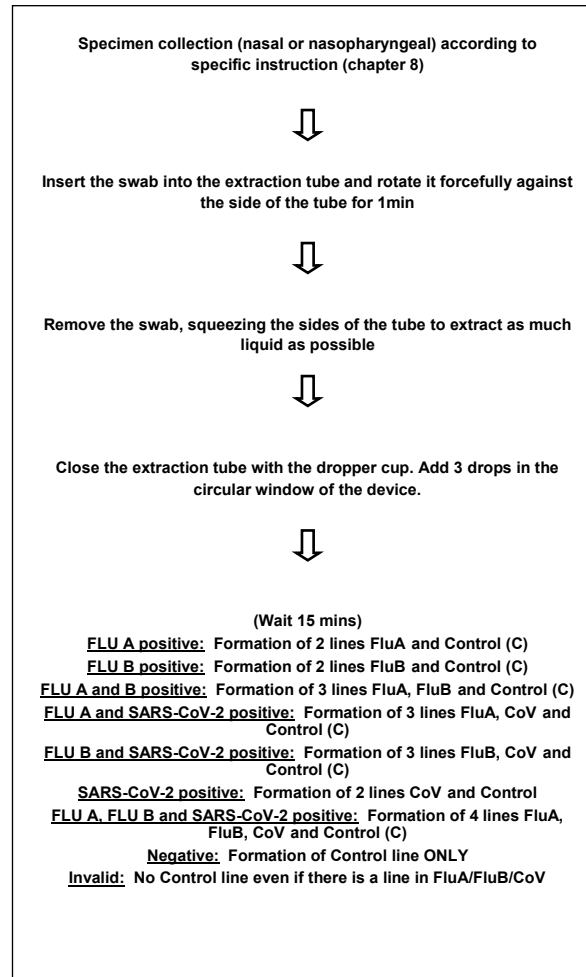 Specimen collection (nasal or nasopharyngeal) according to
specific instruction (chapter 8)
Insert the swab into the extraction tube and rotate it forcefully against
the side of the tube for 1min
Remove the swab, squeezing the sides of the tube to extract as much
liquid as possible
Close the extraction tube with the dropper cup. Add 3 drops in the
circular window of the device.
(Wait 15 mins)
FLU A positive: Formation of 2 lines FluA and Control (C)
FLU B positive: Formation of 2 lines FluB and Control (C)
FLU A and B positive: Formation of 3 lines FluA, FluB and Control (C)
FLU A and SARS-CoV-2 positive: Formation of 3 lines FluA, CoV and
Control (C)
FLU B and SARS-CoV-2 positive: Formation of 3 lines FluB, CoV and
Control (C)
SARS-CoV-2 positive: Formation of 2 lines CoV and Control
FLU A, FLU B and SARS-CoV-2 positive: Formation of 4 lines FluA,
FluB, CoV and Control (C)
Negative: Formation of Control line ONLY
Invalid: No Control line even if there is a line in FluA/FluB/CoV